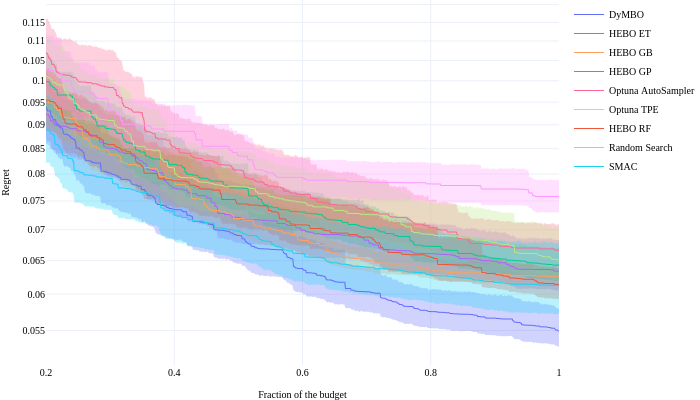 0.115
0.11
0.105
0.1
0.095
0.09
0.085
0.08
0.075
0.07
0.065
0.06
0.055
Regret
0.2
0.4
0.6
0.8
1
Fraction of the budget
DyMBO
HEBO ET
HEBO GB
HEBO GP
Optuna AutoSampler
Optuna TPE
HEBO RF
Random Search
SMAC